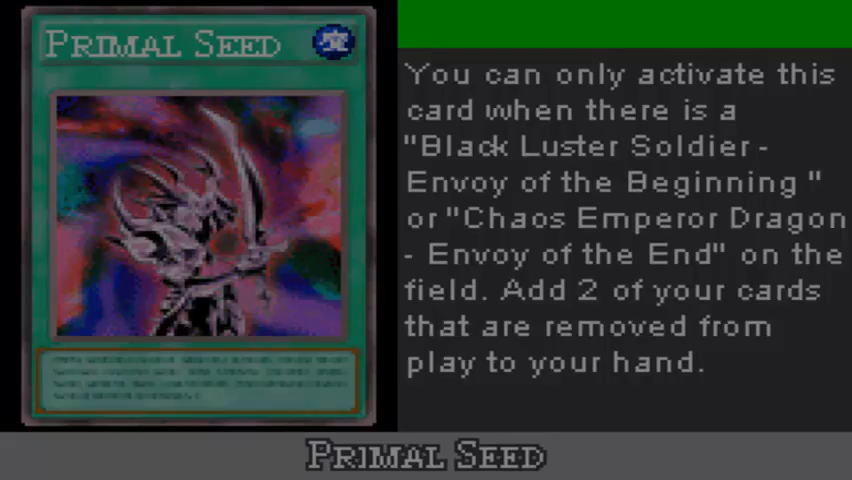 PRIMAL SEED
You can only activate this
card when there is a
"Black Luster Soldier -
Envoy of the Beginning "
or "Chaos Emperor Dragon
- Envoy of the End" on the
field. Add 2 of your cards
that are removed from
play to your hand.
PRIMAL SEED